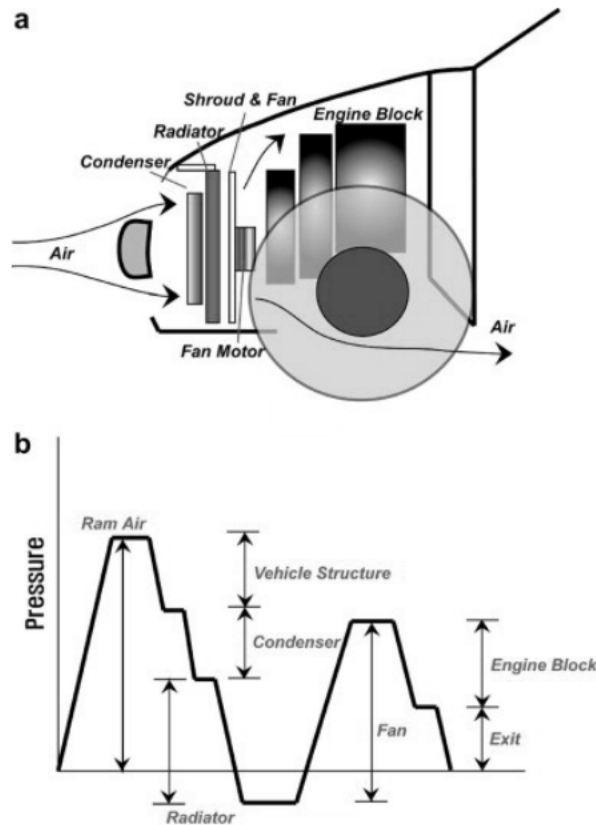 a
Shroud & Fan
Engine Block
Radiator
Condenser
Air
Air
Fan Motor
b
Ram Air
Pressure
Vehicle Structure
Condenser
Engine Block
Fan
Exit
Radiator